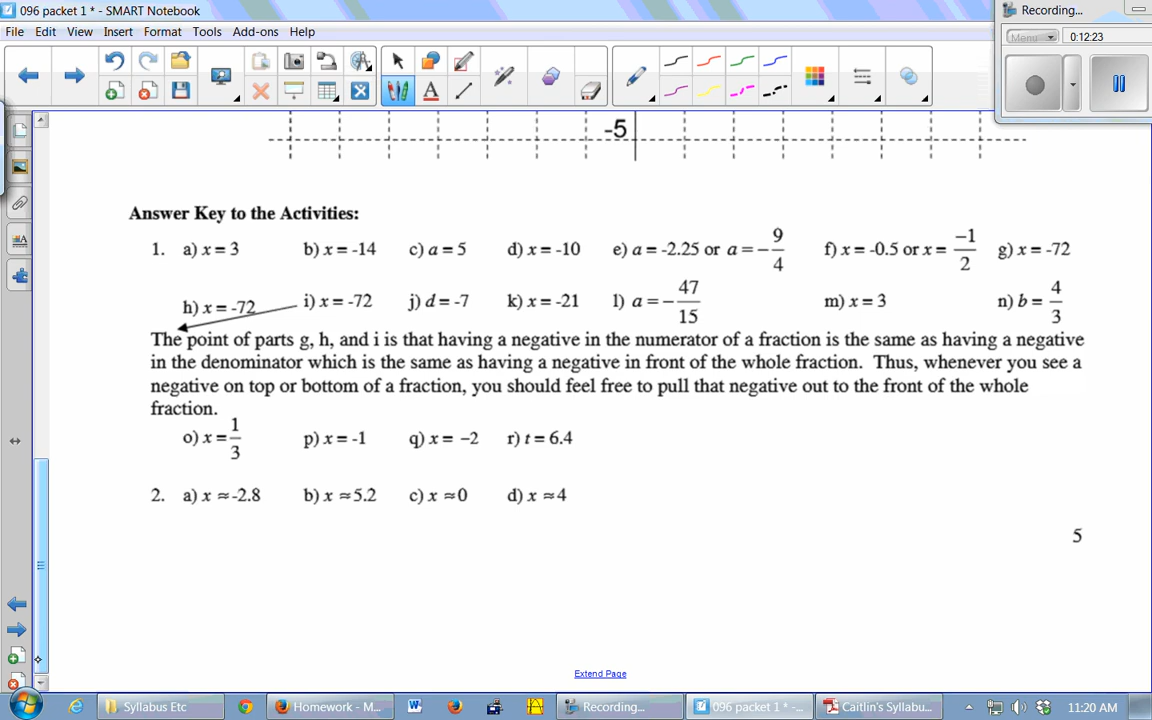 096 packet 1 * - SMART Notebook
Recording...
File Edit View Insert Format Tools Add-ons Help
Menu
0:12:23
-5
Answer Key to the Activities:
1. a) x = 3 b) x = -14 c) a = 5 d) x = -10 e) a = -2.25 or a = -9/4 f) x = -0.5 or x = -1/2 g) x = -72
h) x = -72 i) x = -72 j) d = -7 k) x = -21 l) a = -47/15 m) x = 3 n) b = 4/3
The point of parts g, h, and i is that having a negative in the numerator of a fraction is the same as having a negative
in the denominator which is the same as having a negative in front of the whole fraction. Thus, whenever you see a
negative on top or bottom of a fraction, you should feel free to pull that negative out to the front of the whole
fraction.
o) x = 1/3 p) x = -1 q) x = -2 r) t = 6.4
2. a) x ≈ -2.8 b) x ≈ 5.2 c) x ≈ 0 d) x ≈ 4
5
Extend Page
Syllabus Etc
Homework - M...
Recording...
096 packet 1 * -...
Caitlin's Syllabu...
11:20 AM